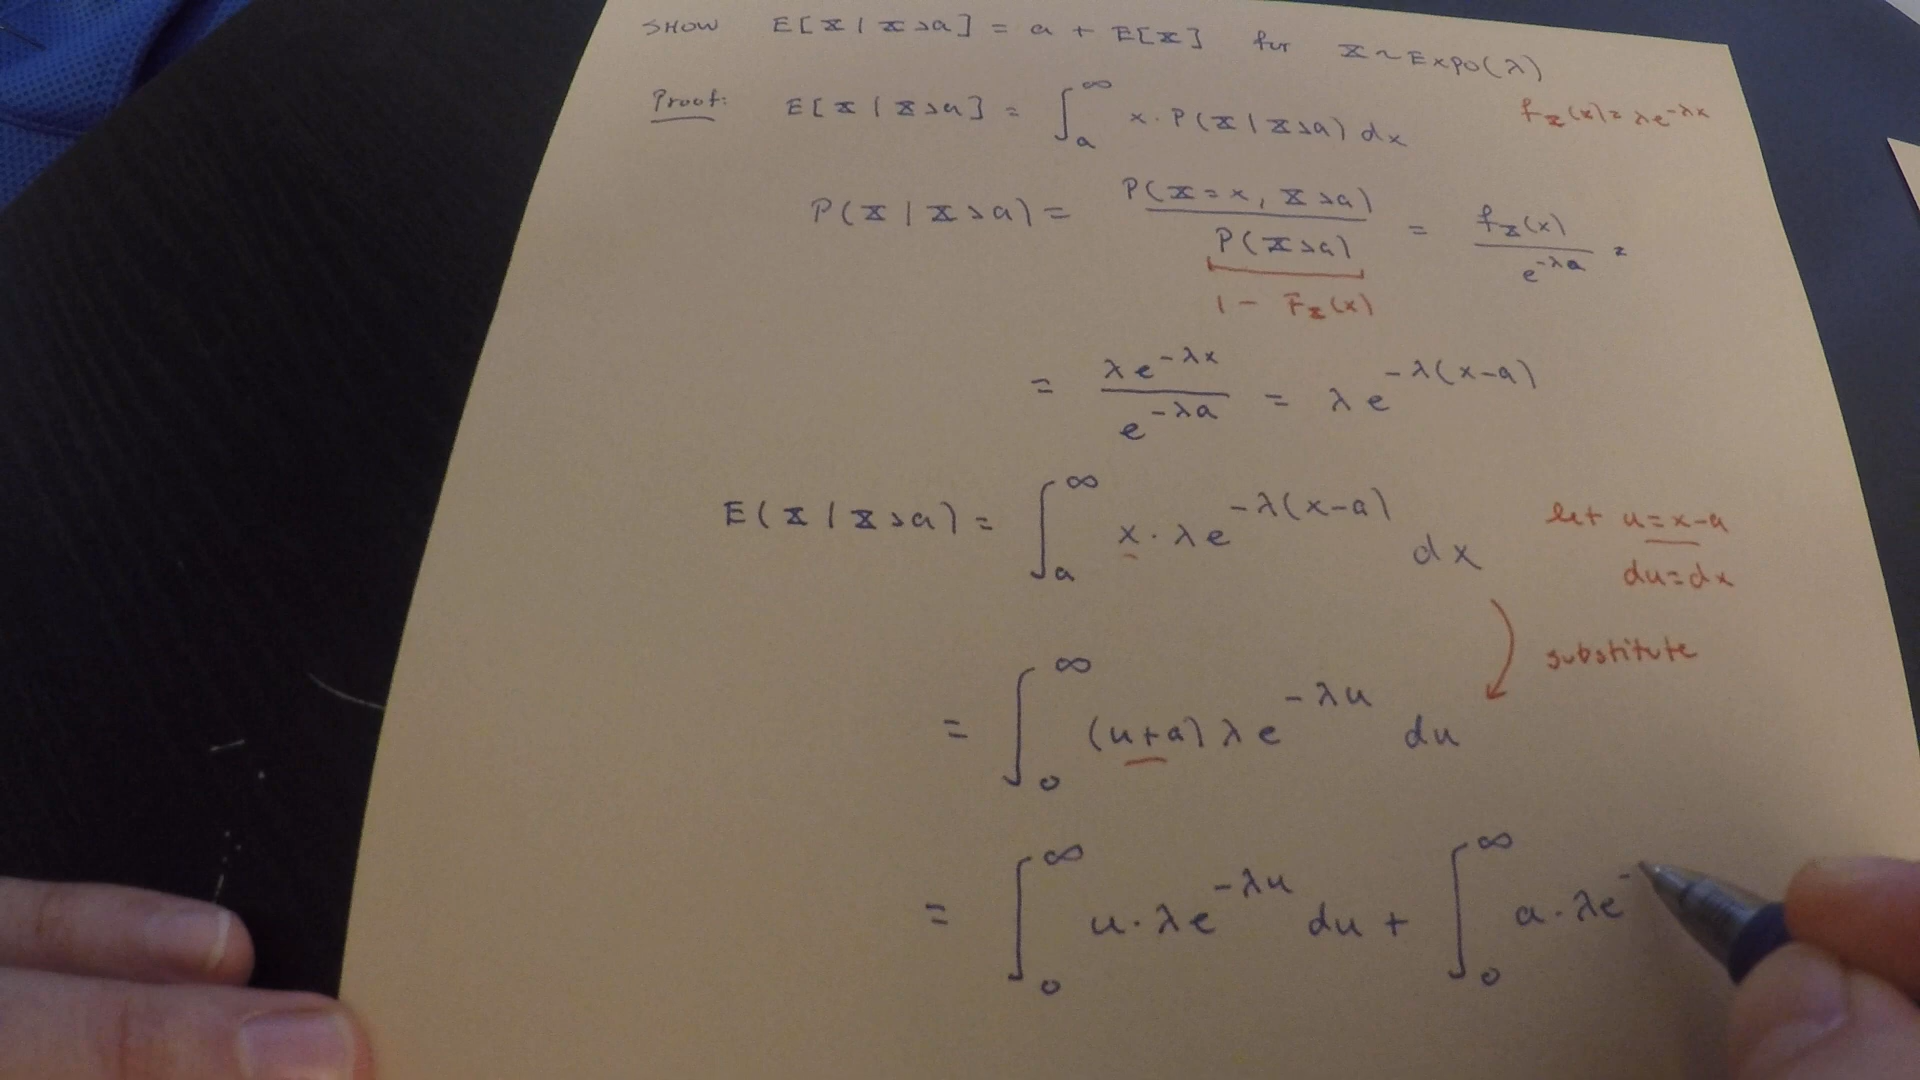 SHOW E[X | X > a] = a + E[X] for X ~ Expo(λ)
Proof: E[X | X > a] = ∫_a^∞ x · P(X | X > a) dx f_X(x) = λe^{-λx}
P(X | X > a) = P(X = x, X > a) / P(X > a) = f_X(x) / e^{-λa} =
1 - F_X(x)
= λe^{-λx} / e^{-λa} = λe^{-λ(x-a)}
E(X | X > a) = ∫_a^∞ x · λe^{-λ(x-a)} dx let u = x-a
du = dx
substitute
= ∫_0^∞ (u+a) λe^{-λu} du
= ∫_0^∞ u · λe^{-λu} du + ∫_0^∞ a · λe^-